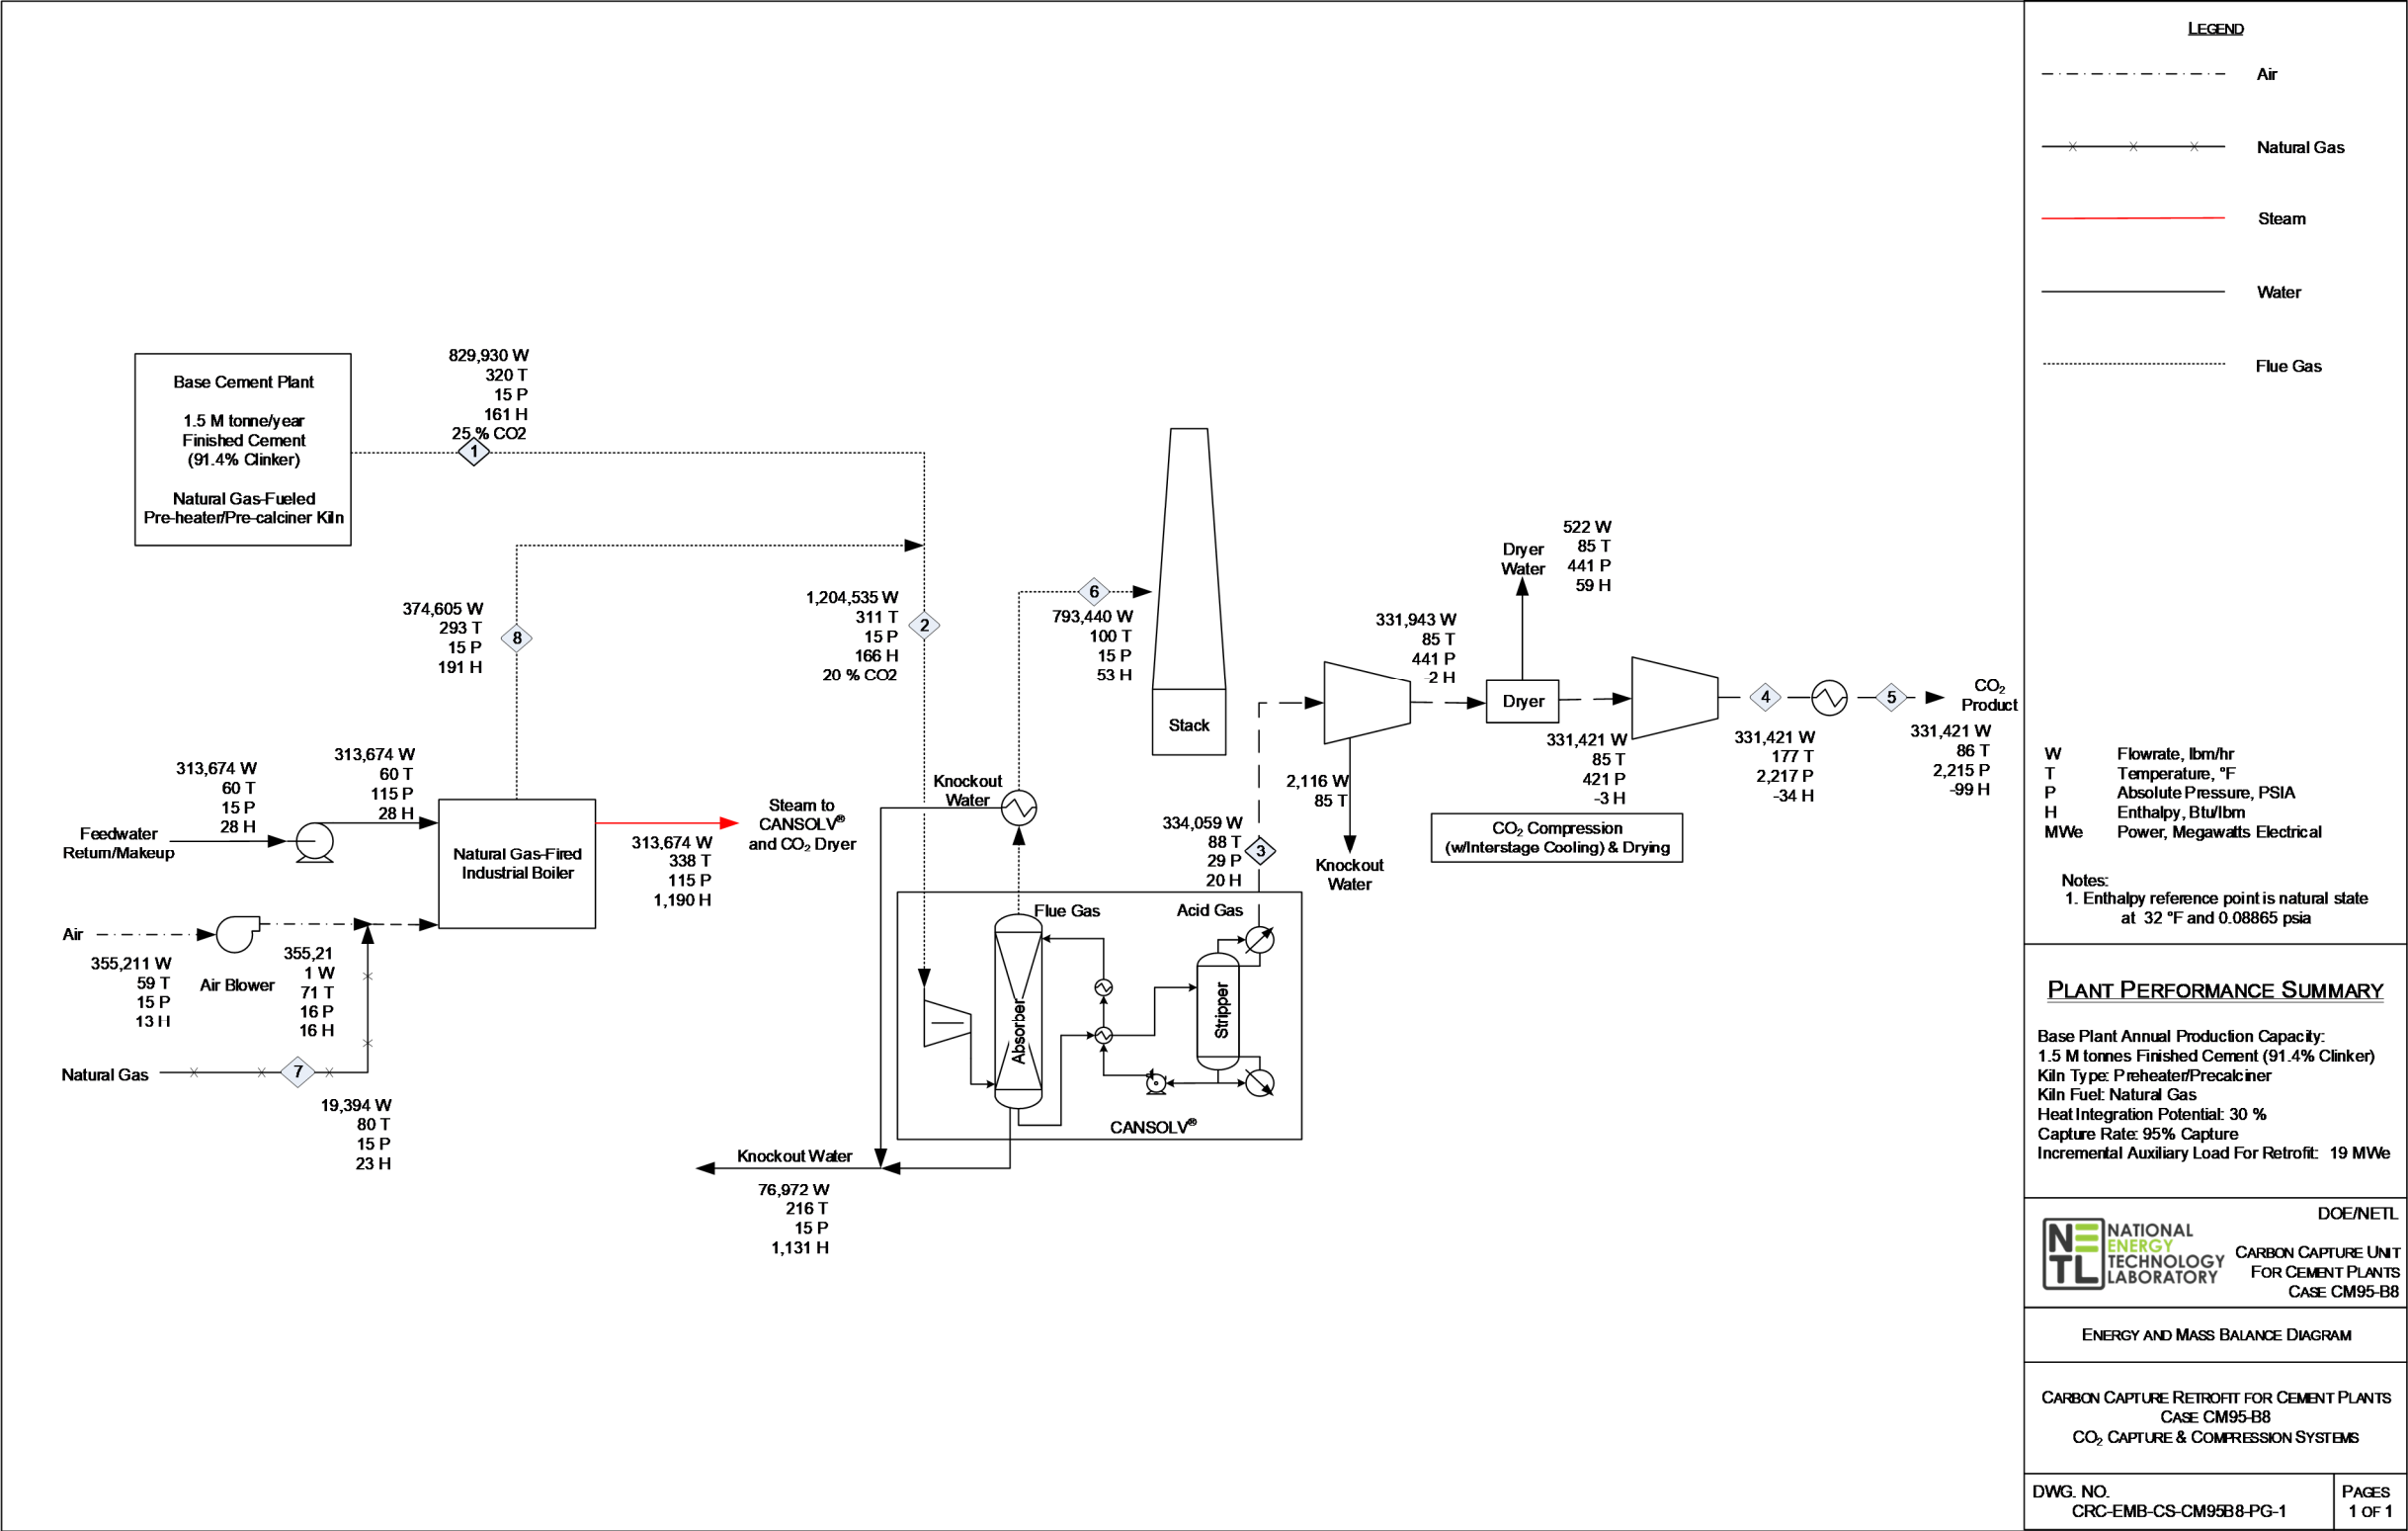 Base Cement Plant
1.5 M tonne/year
Finished Cement
(91.4% Clinker)
Natural Gas-Fueled
Pre-heater/Pre-calciner Kiln
829,930 W
320 T
15 P
161 H
25 % CO2
1
374,605 W
293 T
15 P
191 H
8
1,204,535 W
311 T
15 P
166 H
20 % CO2
2
6
793,440 W
100 T
15 P
53 H
Stack
313,674 W
60 T
15 P
28 H
Feedwater
Return/Makeup
313,674 W
60 T
115 P
28 H
Natural Gas-Fired
Industrial Boiler
313,674 W
338 T
115 P
1,190 H
Steam to
CANSOLV®
and CO₂ Dryer
Air
355,211 W
59 T
15 P
13 H
Air Blower
355,21
1 W
71 T
16 P
16 H
Natural Gas
7
19,394 W
80 T
15 P
23 H
Knockout
Water
Flue Gas
Acid Gas
Absorber
Stripper
CANSOLV®
Knockout Water
76,972 W
216 T
15 P
1,131 H
334,059 W
88 T
29 P
20 H
3
2,116 W
85 T
Knockout
Water
331,943 W
85 T
441 P
-2 H
Dryer
Water
522 W
85 T
441 P
59 H
Dryer
331,421 W
85 T
421 P
-3 H
CO₂ Compression
(w/Interstage Cooling) & Drying
4
331,421 W
177 T
2,217 P
-34 H
5
CO₂
Product
331,421 W
86 T
2,215 P
-99 H
LEGEND
Air
Natural Gas
Steam
Water
Flue Gas
W Flowrate, lbm/hr
T Temperature, °F
P Absolute Pressure, PSIA
H Enthalpy, Btu/lbm
MWe Power, Megawatts Electrical
Notes:
1. Enthalpy reference point is natural state
at 32 °F and 0.08865 psia
PLANT PERFORMANCE SUMMARY
Base Plant Annual Production Capacity:
1.5 M tonnes Finished Cement (91.4% Clinker)
Kiln Type: Preheater/Precalciner
Kiln Fuel: Natural Gas
Heat Integration Potential: 30 %
Capture Rate: 95% Capture
Incremental Auxiliary Load For Retrofit: 19 MWe
NE
TL
NATIONAL
ENERGY
TECHNOLOGY
LABORATORY
DOE/NETL
CARBON CAPTURE UNIT
FOR CEMENT PLANTS
CASE CM95-B8
ENERGY AND MASS BALANCE DIAGRAM
CARBON CAPTURE RETROFIT FOR CEMENT PLANTS
CASE CM95-B8
CO₂ CAPTURE & COMPRESSION SYSTEMS
DWG. NO.
CRC-EMB-CS-CM95B8-PG-1
PAGES
1 OF 1